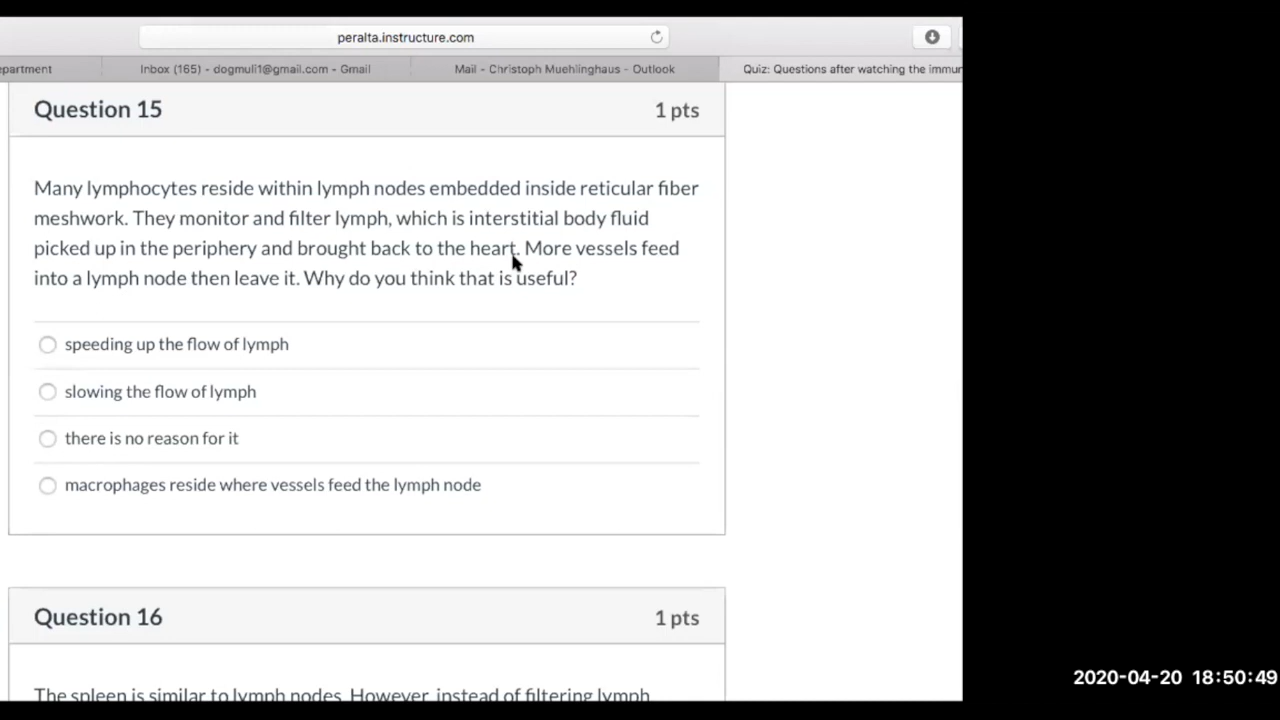 peralta.instructure.com
epartment
Inbox (165) - dogmuli1@gmail.com - Gmail
Mail - Christoph Muehlinghaus - Outlook
Quiz: Questions after watching the immun
Question 15
1 pts
Many lymphocytes reside within lymph nodes embedded inside reticular fiber
meshwork. They monitor and filter lymph, which is interstitial body fluid
picked up in the periphery and brought back to the heart. More vessels feed
into a lymph node then leave it. Why do you think that is useful?
speeding up the flow of lymph
slowing the flow of lymph
there is no reason for it
macrophages reside where vessels feed the lymph node
Question 16
1 pts
The spleen is similar to lymph nodes. However, instead of filtering lymph
2020-04-20 18:50:49